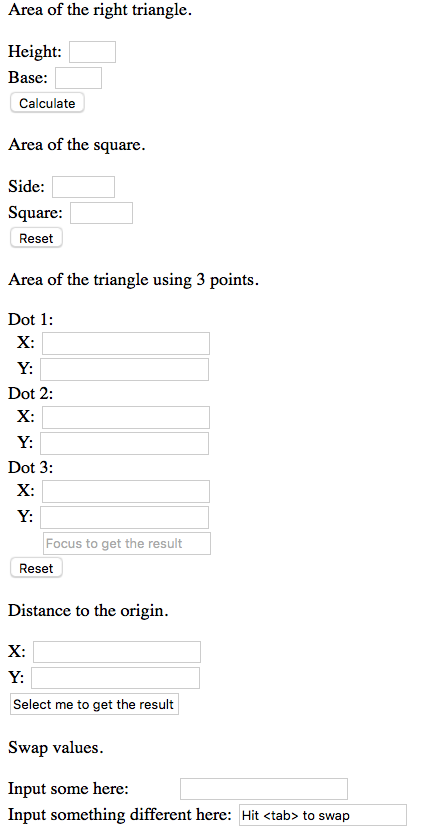 Area of the right triangle.
Height:
Base:
Calculate
Area of the square.
Side:
Square:
Reset
Area of the triangle using 3 points.
Dot 1:
X:
Y:
Dot 2:
X:
Y:
Dot 3:
X:
Y:
Focus to get the result
Reset
Distance to the origin.
X:
Y:
Select me to get the result
Swap values.
Input some here:
Input something different here: Hit <tab> to swap